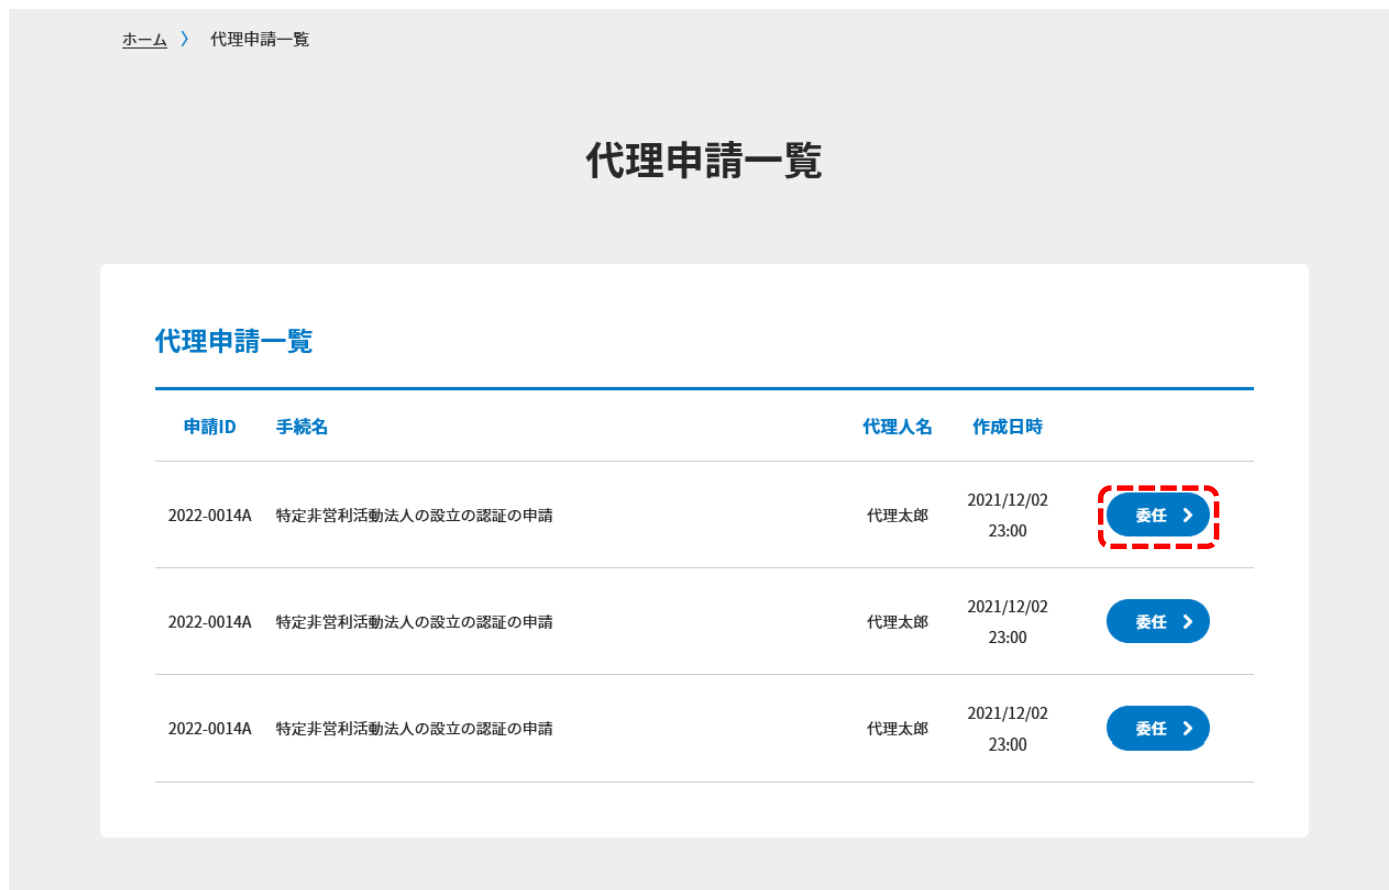 ホーム 〉 代理申請一覧
代理申請一覧
代理申請一覧
申請ID 手続名 代理人名 作成日時
2022-0014A 特定非営利活動法人の設立の認証の申請 代理太郎 2021/12/02 23:00 委任
2022-0014A 特定非営利活動法人の設立の認証の申請 代理太郎 2021/12/02 23:00 委任
2022-0014A 特定非営利活動法人の設立の認証の申請 代理太郎 2021/12/02 23:00 委任